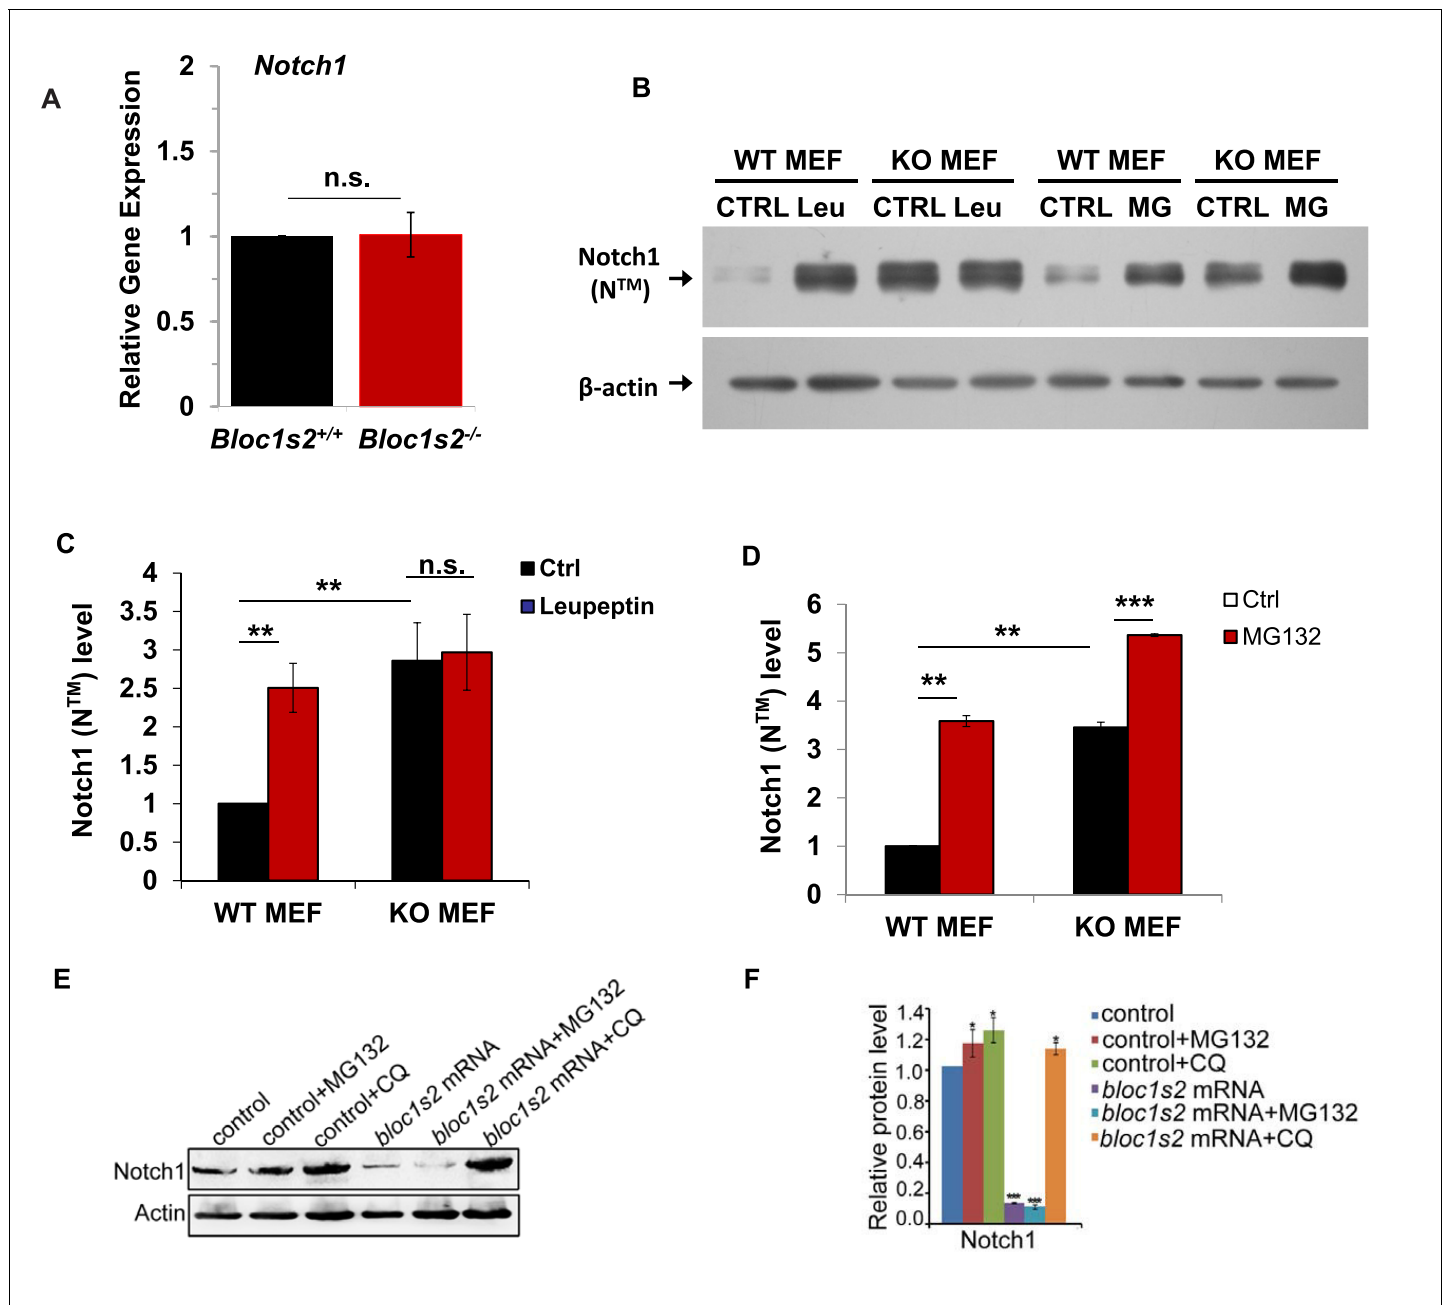 A
Notch1
Relative Gene Expression
2
1.5
1
0.5
0
n.s.
Bloc1s2+/+ Bloc1s2-/-
B
WT MEF KO MEF WT MEF KO MEF
CTRL Leu CTRL Leu CTRL MG CTRL MG
Notch1
(NTM)
β-actin
C
Notch1 (NTM) level
4
3.5
3
2.5
2
1.5
1
0.5
0
**
**
n.s.
Ctrl
Leupeptin
WT MEF KO MEF
D
Notch1 (NTM) level
6
5
4
3
2
1
0
**
**
***
Ctrl
MG132
WT MEF KO MEF
E
control
control+MG132
control+CQ
bloc1s2 mRNA
bloc1s2 mRNA+MG132
bloc1s2 mRNA+CQ
Notch1
Actin
F
Relative protein level
1.4
1.2
1.0
1.2
0.6
0.4
0.2
0.0
* * *** *** *
Notch1
control
control+MG132
control+CQ
bloc1s2 mRNA
bloc1s2 mRNA+MG132
bloc1s2 mRNA+CQ